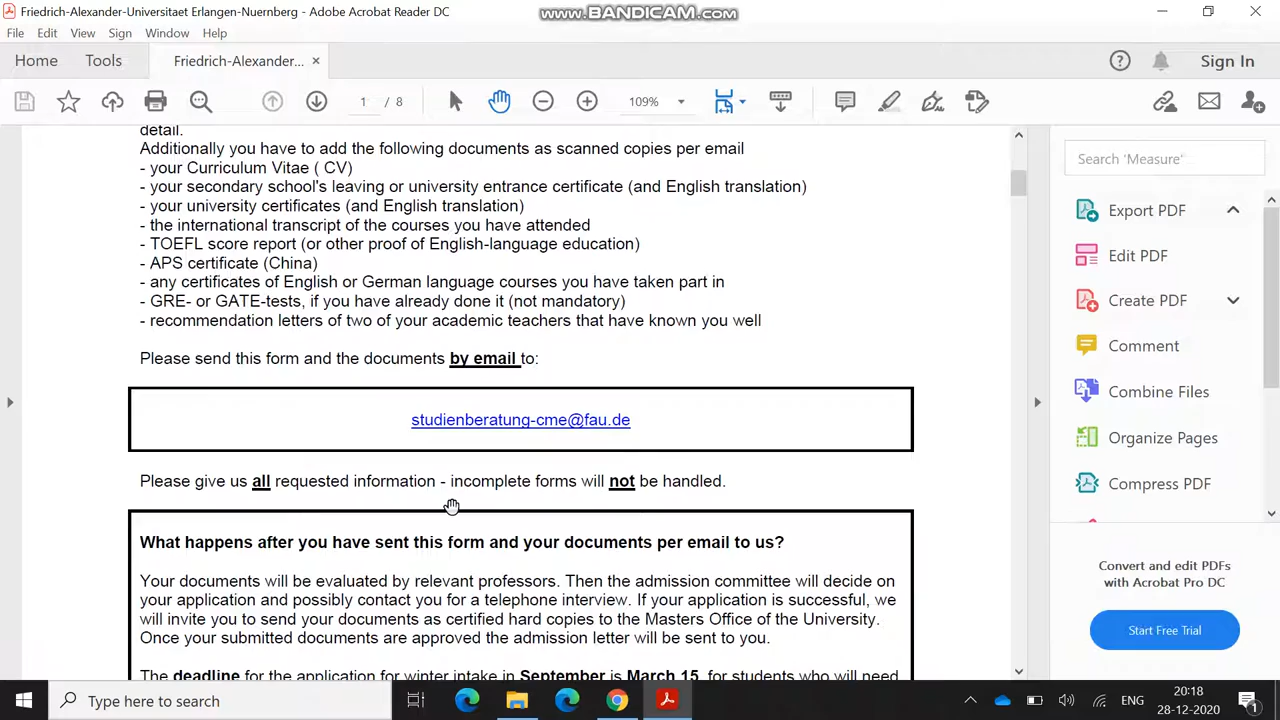 Friedrich-Alexander-Universitaet Erlangen-Nuernberg - Adobe Acrobat Reader DC
www.BANDICAM.com
File Edit View Sign Window Help
Home Tools Friedrich-Alexander... × Sign In
1 / 8 109%
detail.
Additionally you have to add the following documents as scanned copies per email
- your Curriculum Vitae ( CV)
- your secondary school's leaving or university entrance certificate (and English translation)
- your university certificates (and English translation)
- the international transcript of the courses you have attended
- TOEFL score report (or other proof of English-language education)
- APS certificate (China)
- any certificates of English or German language courses you have taken part in
- GRE- or GATE-tests, if you have already done it (not mandatory)
- recommendation letters of two of your academic teachers that have known you well
Please send this form and the documents by email to:
studienberatung-cme@fau.de
Please give us all requested information - incomplete forms will not be handled.
What happens after you have sent this form and your documents per email to us?
Your documents will be evaluated by relevant professors. Then the admission committee will decide on
your application and possibly contact you for a telephone interview. If your application is successful, we
will invite you to send your documents as certified hard copies to the Masters Office of the University.
Once your submitted documents are approved the admission letter will be sent to you.
The deadline for the application for winter intake in September is March 15, for students who will need
Search 'Measure'
Export PDF
Edit PDF
Create PDF
Comment
Combine Files
Organize Pages
Compress PDF
Convert and edit PDFs
with Acrobat Pro DC
Start Free Trial
Type here to search
ENG
20:18
28-12-2020
1